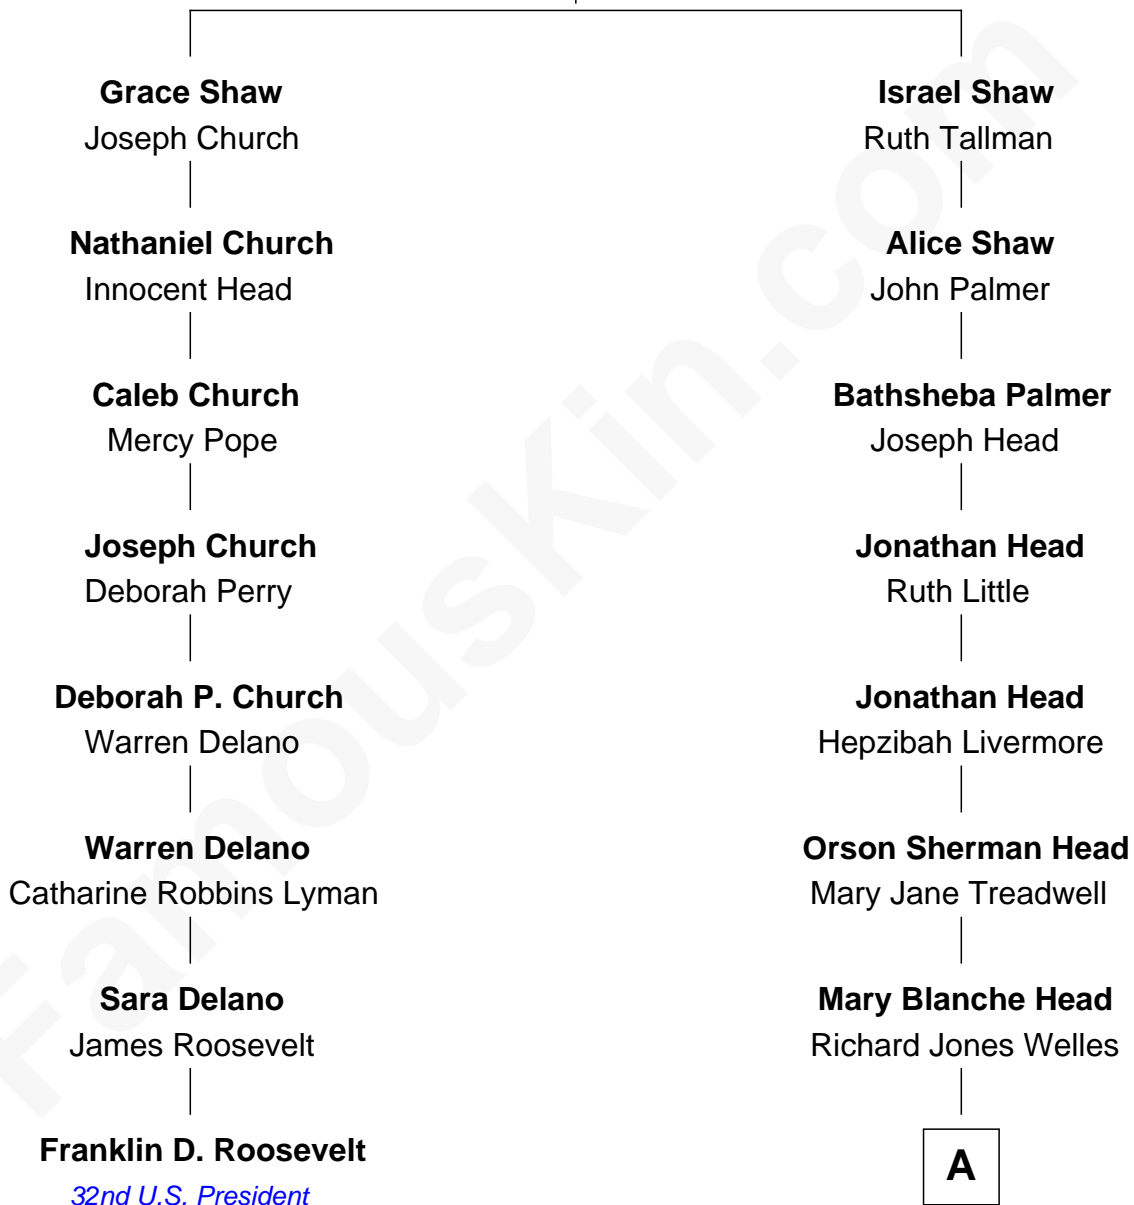 Grace Shaw
Joseph Church
Israel Shaw
Ruth Tallman
Nathaniel Church
Innocent Head
Alice Shaw
John Palmer
Caleb Church
Mercy Pope
Bathsheba Palmer
Joseph Head
Joseph Church
Deborah Perry
Jonathan Head
Ruth Little
Deborah P. Church
Warren Delano
Jonathan Head
Hepzibah Livermore
Warren Delano
Catharine Robbins Lyman
Orson Sherman Head
Mary Jane Treadwell
Sara Delano
James Roosevelt
Mary Blanche Head
Richard Jones Welles
Franklin D. Roosevelt
32nd U.S. President
A
FamousKin.com